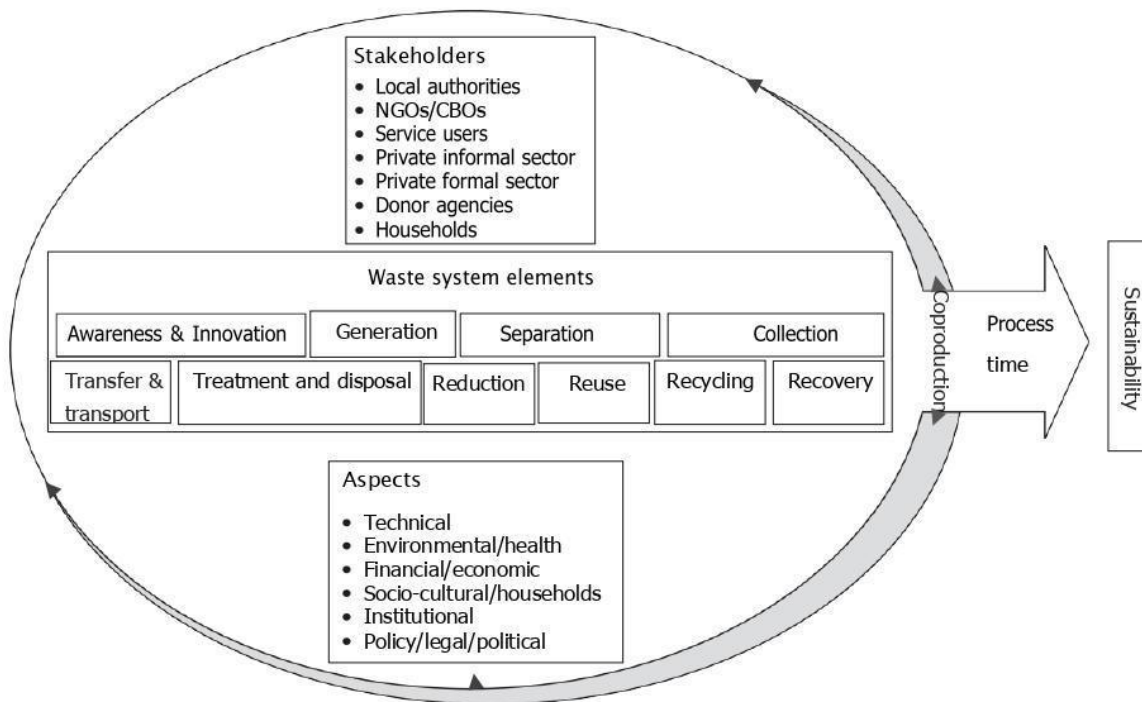 Stakeholders
• Local authorities
• NGOs/CBOs
• Service users
• Private informal sector
• Private formal sector
• Donor agencies
• Households
Waste system elements
Awareness & Innovation
Generation
Separation
Collection
Transfer &
transport
Treatment and disposal
Reduction
Reuse
Recycling
Recovery
Aspects
• Technical
• Environmental/health
• Financial/economic
• Socio-cultural/households
• Institutional
• Policy/legal/political
Coproduction
Process
time
Sustainability